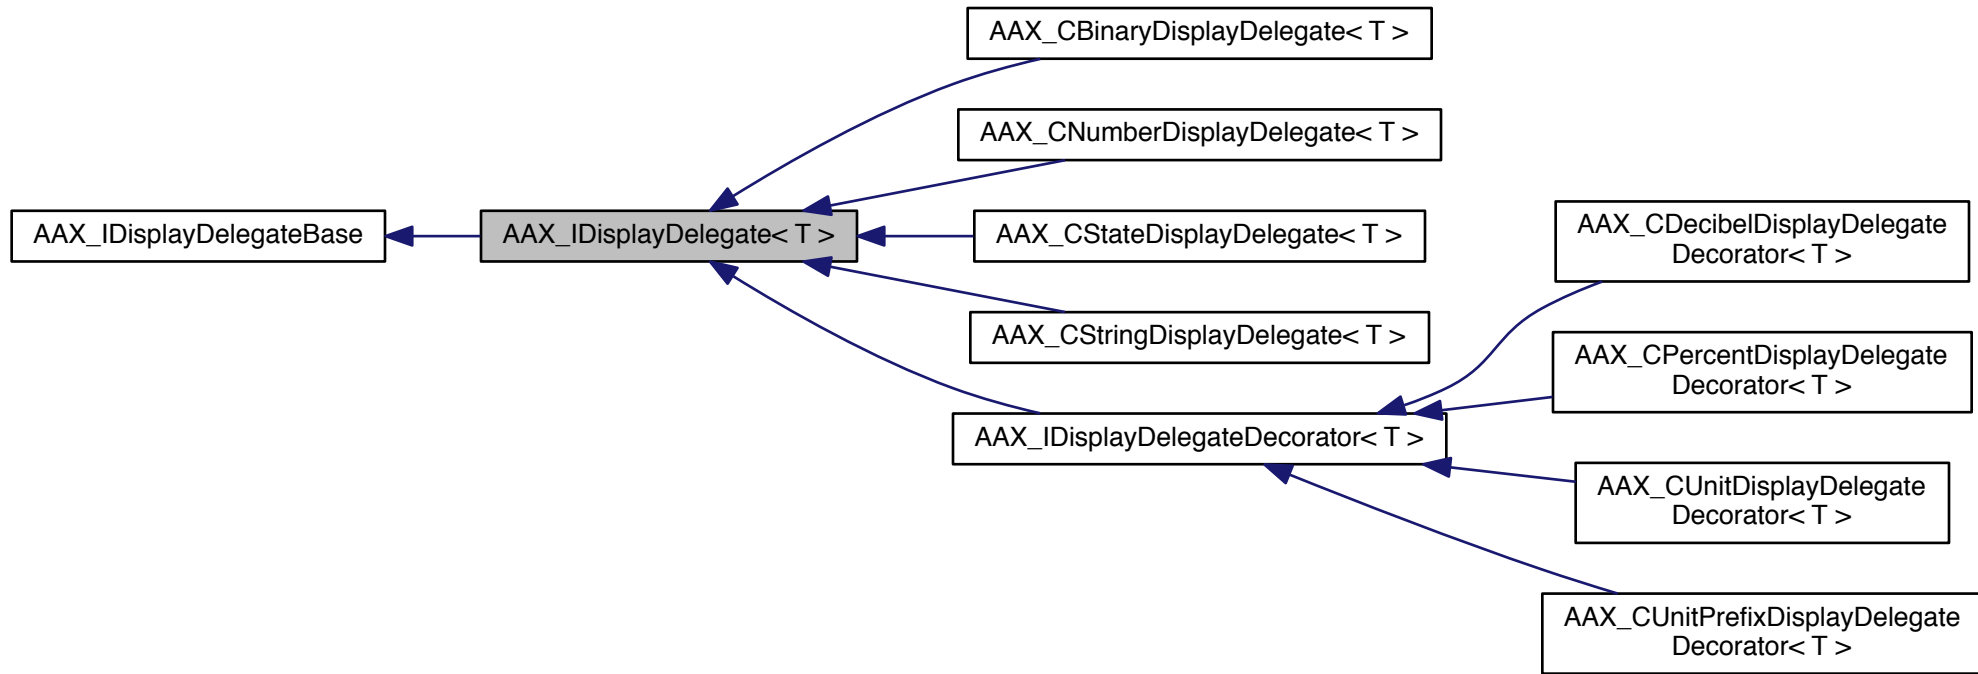 AAX_CBinaryDisplayDelegate< T >
AAX_CNumberDisplayDelegate< T >
AAX_IDisplayDelegateBase
AAX_IDisplayDelegate< T >
AAX_CStateDisplayDelegate< T >
AAX_CStringDisplayDelegate< T >
AAX_IDisplayDelegateDecorator< T >
AAX_CDecibelDisplayDelegate
Decorator< T >
AAX_CPercentDisplayDelegate
Decorator< T >
AAX_CUnitDisplayDelegate
Decorator< T >
AAX_CUnitPrefixDisplayDelegate
Decorator< T >